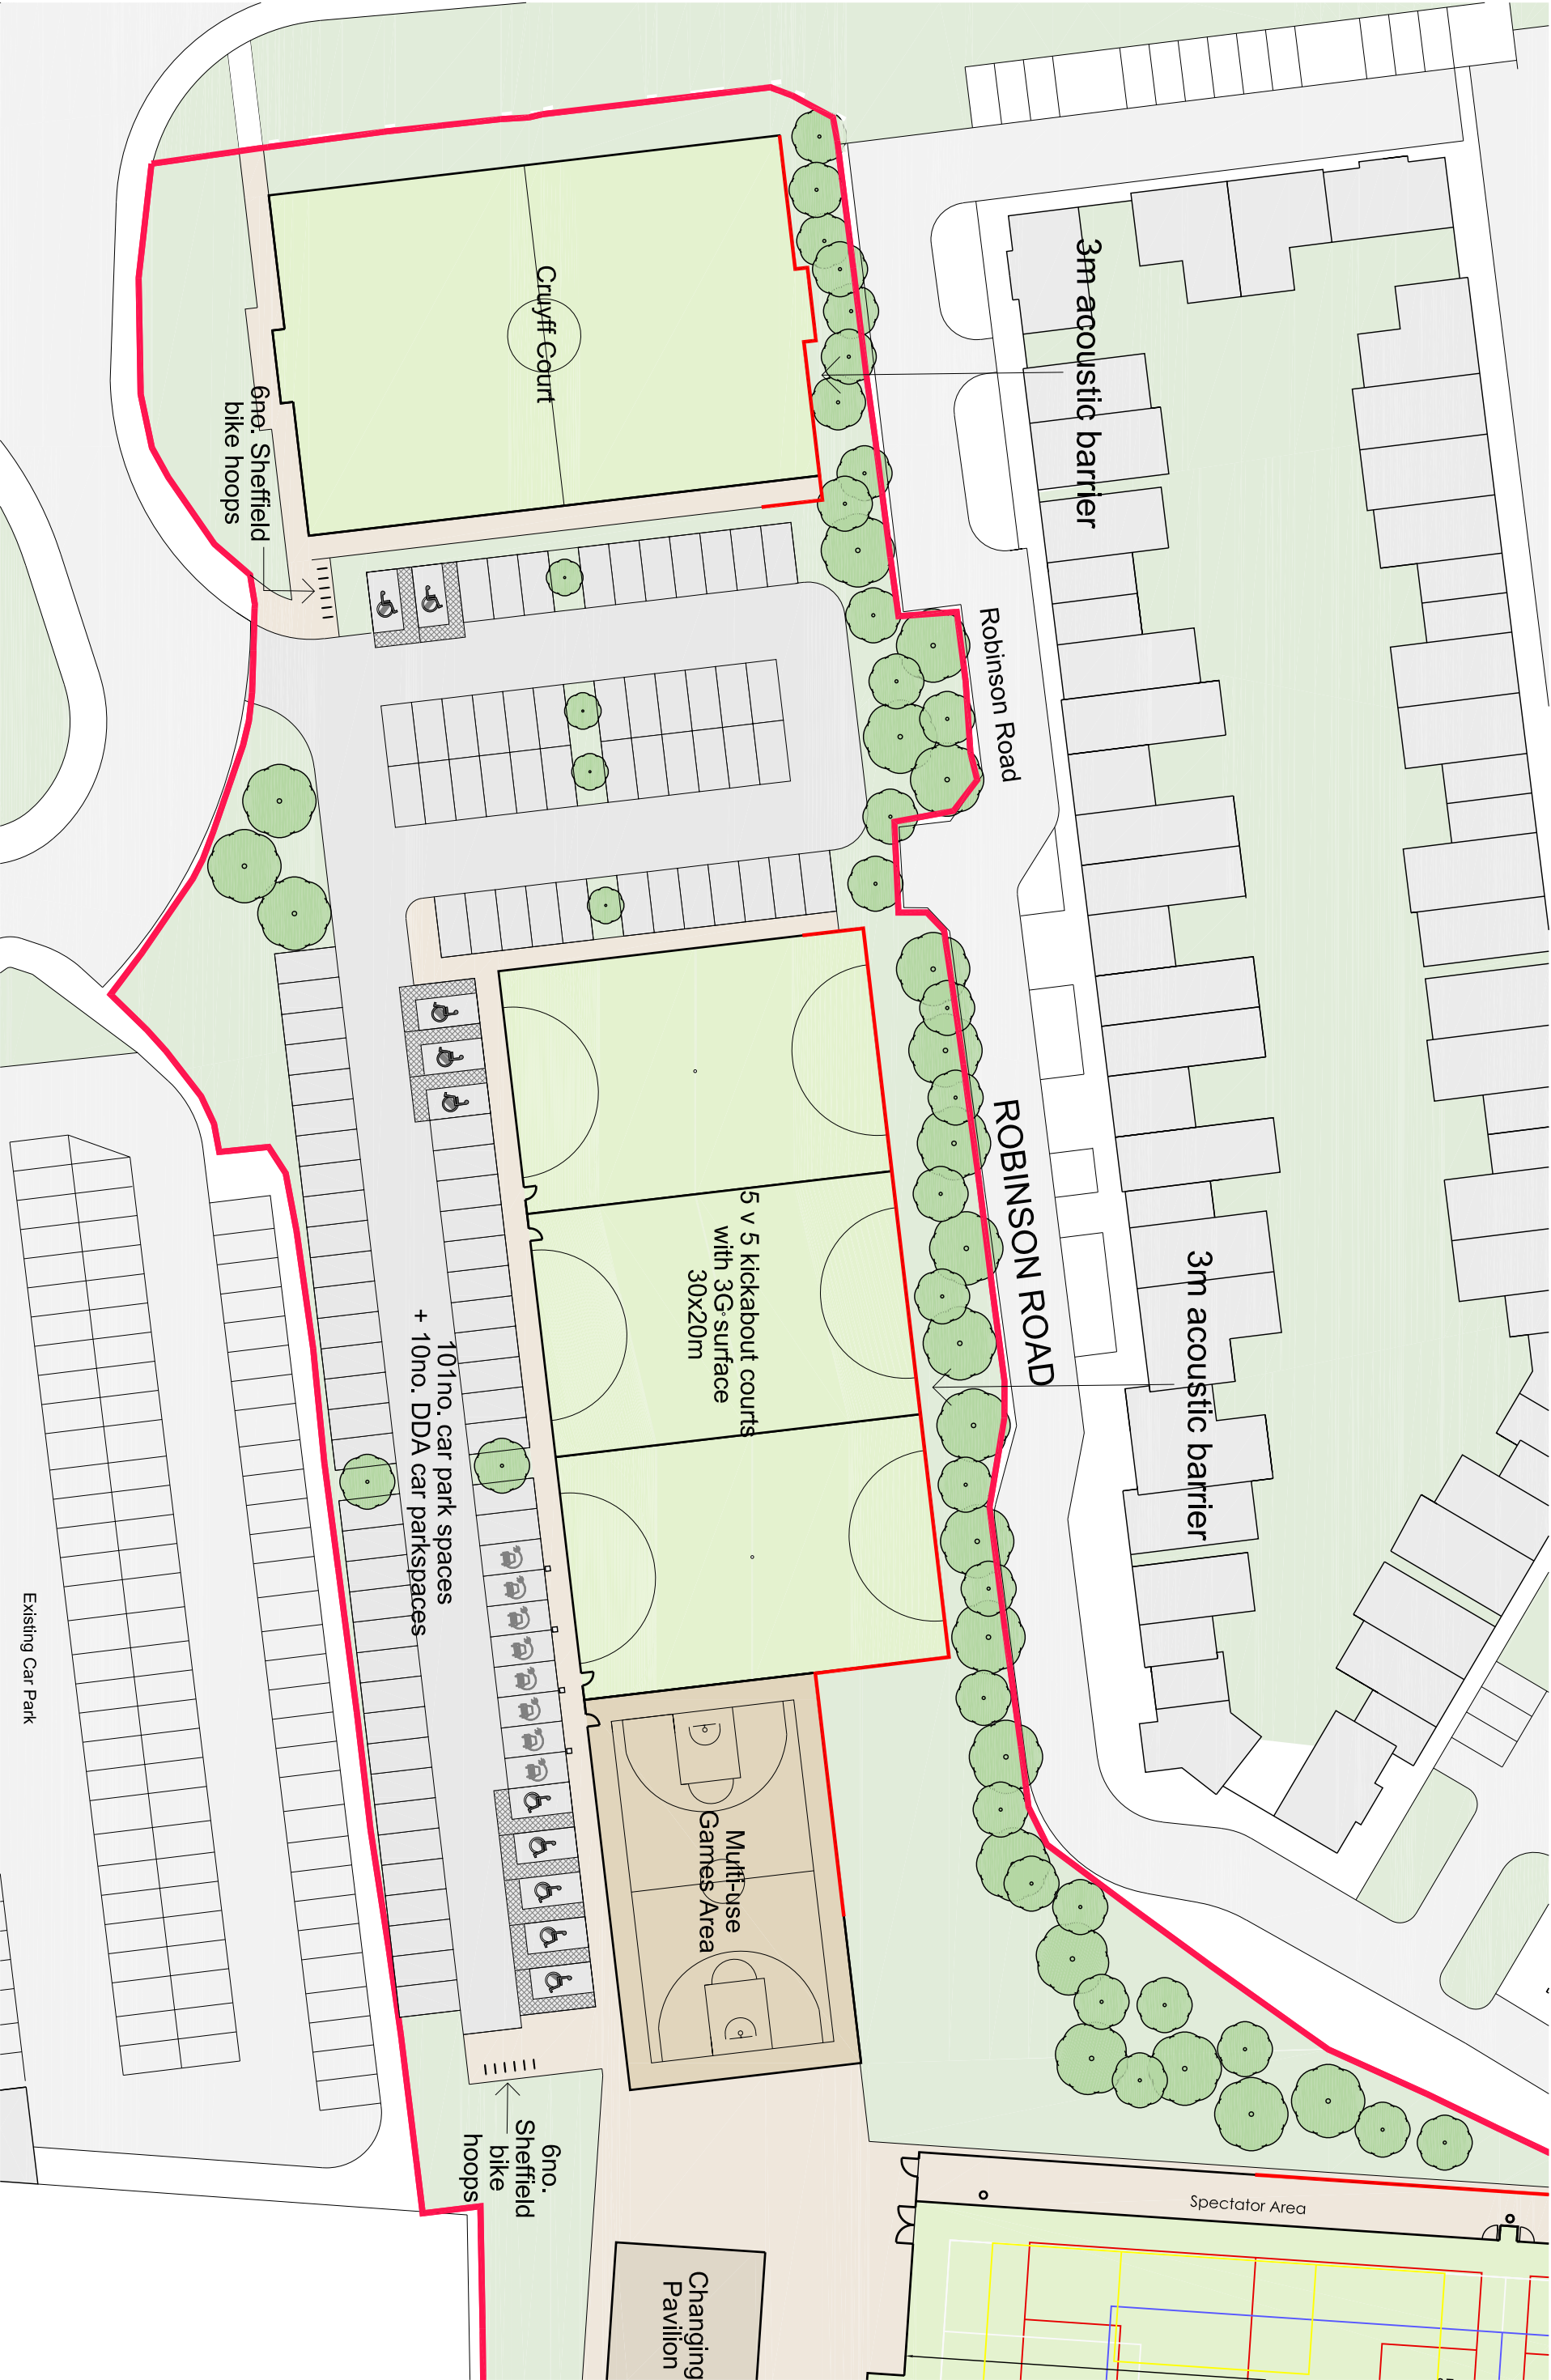 3m acoustic barrier
Cruyff Court
6no. Sheffield
bike hoops
Robinson Road
ROBINSON ROAD
3m acoustic barrier
5 v 5 kickabout courts
with 3G surface
30x20m
101no. car park spaces
+ 10no. DDA car parkspaces
Existing Car Park
Multi-use
Games Area
6no.
Sheffield
bike
hoops
Spectator Area
Changing
Pavilion